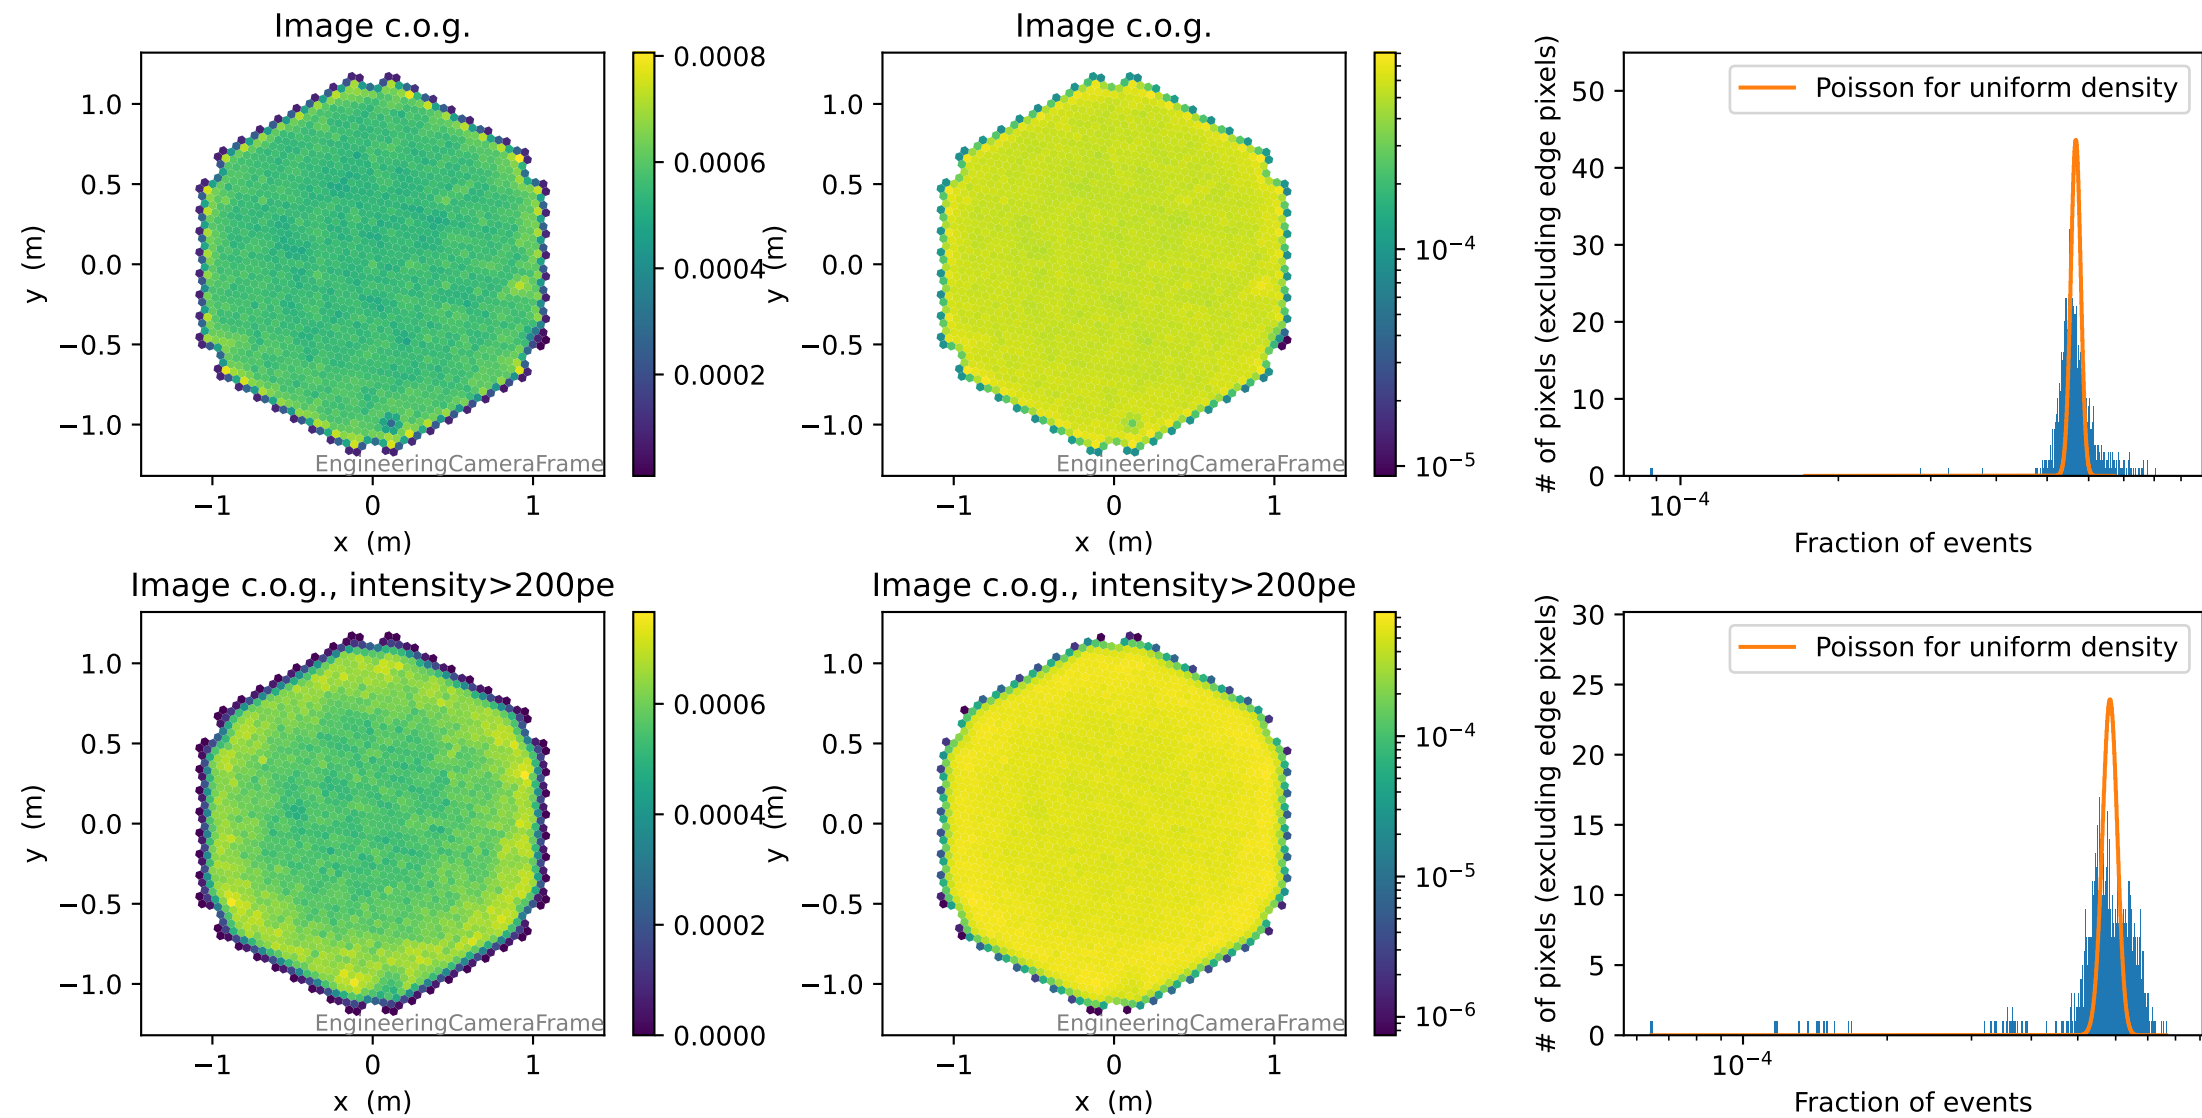 Image c.o.g.
1.0
0.5
0.0
−0.5
−1.0
y (m)
−1
0
1
x (m)
EngineeringCameraFrame
0.0008
0.0006
0.0004
0.0002
Image c.o.g.
1.0
0.5
0.0
−0.5
−1.0
y (m)
−1
0
1
x (m)
EngineeringCameraFrame
10⁻⁴
10⁻⁵
# of pixels (excluding edge pixels)
50
40
30
20
10
0
Poisson for uniform density
10⁻⁴
Fraction of events
Image c.o.g., intensity>200pe
1.0
0.5
0.0
−0.5
−1.0
y (m)
−1
0
1
x (m)
EngineeringCameraFrame
0.0006
0.0004
0.0002
0.0000
Image c.o.g., intensity>200pe
1.0
0.5
0.0
−0.5
−1.0
y (m)
−1
0
1
x (m)
EngineeringCameraFrame
10⁻⁴
10⁻⁵
10⁻⁶
# of pixels (excluding edge pixels)
30
25
20
15
10
5
0
Poisson for uniform density
10⁻⁴
Fraction of events